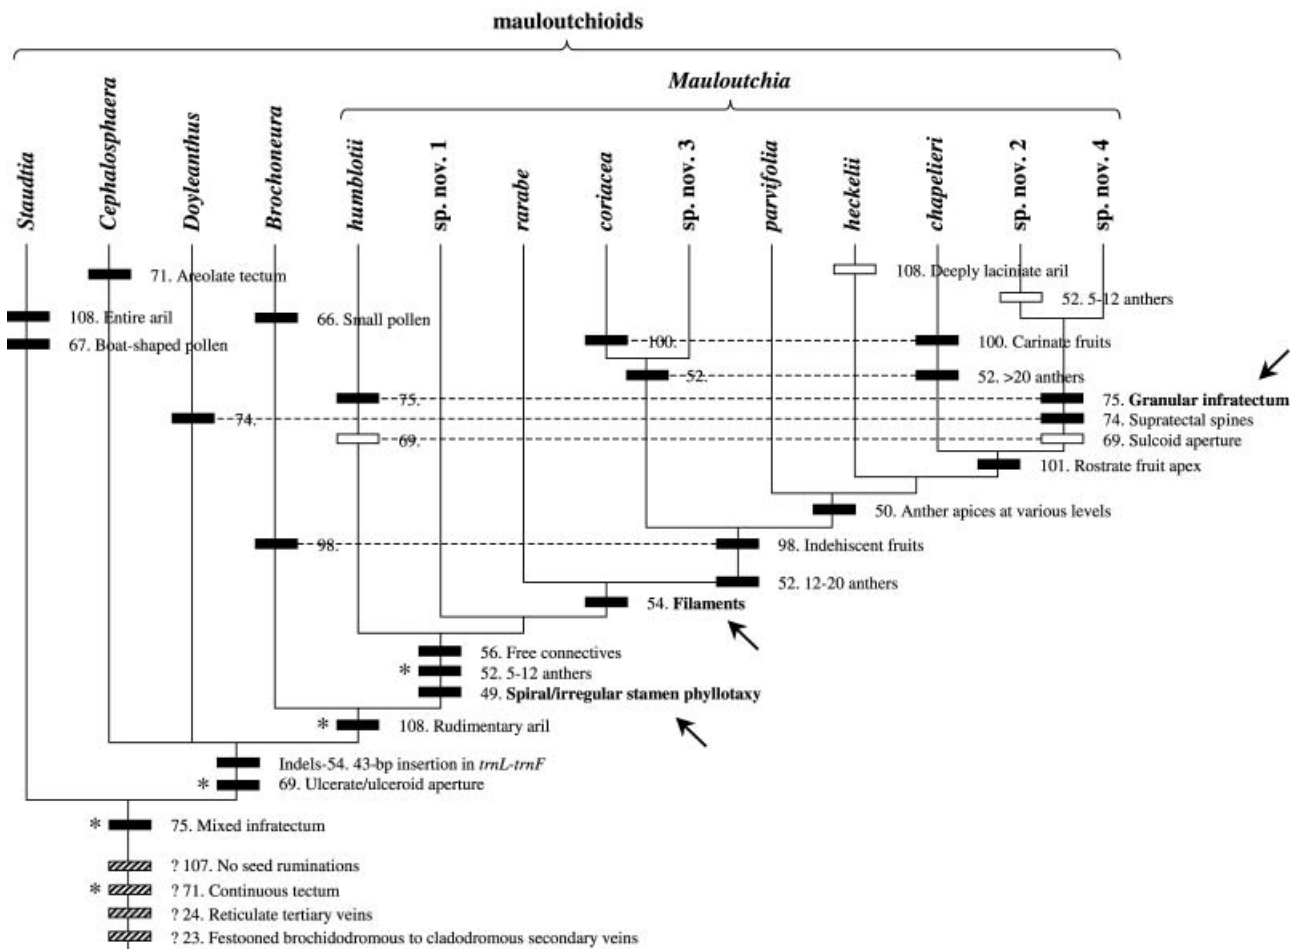 mauloutchioids
Mauloutchia
Staudtia
Cephalosphaera
Doyleanthus
Brochoneura
humblotii
sp. nov. 1
rarabe
coriacea
sp. nov. 3
parvifolia
heckelii
chapelieri
sp. nov. 2
sp. nov. 4
71. Areolate tectum
108. Deeply laciniate aril
52. 5-12 anthers
108. Entire aril
66. Small pollen
67. Boat-shaped pollen
100.
100. Carinate fruits
52.
52. >20 anthers
75.
75. Granular infratectum
74.
74. Supratectal spines
69.
69. Sulcoid aperture
101. Rostrate fruit apex
50. Anther apices at various levels
98.
98. Indehiscent fruits
52. 12-20 anthers
54. Filaments
56. Free connectives
* 52. 5-12 anthers
49. Spiral/irregular stamen phyllotaxy
* 108. Rudimentary aril
Indels-54. 43-bp insertion in trnL-trnF
* 69. Ulcerate/ulceroid aperture
* 75. Mixed infratectum
? 107. No seed ruminations
* ? 71. Continuous tectum
? 24. Reticulate tertiary veins
? 23. Festooned brochidodromous to cladodromous secondary veins